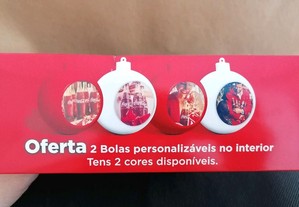 Oferta 2 Bolas personalizáveis no interior
Tens 2 cores disponíveis.